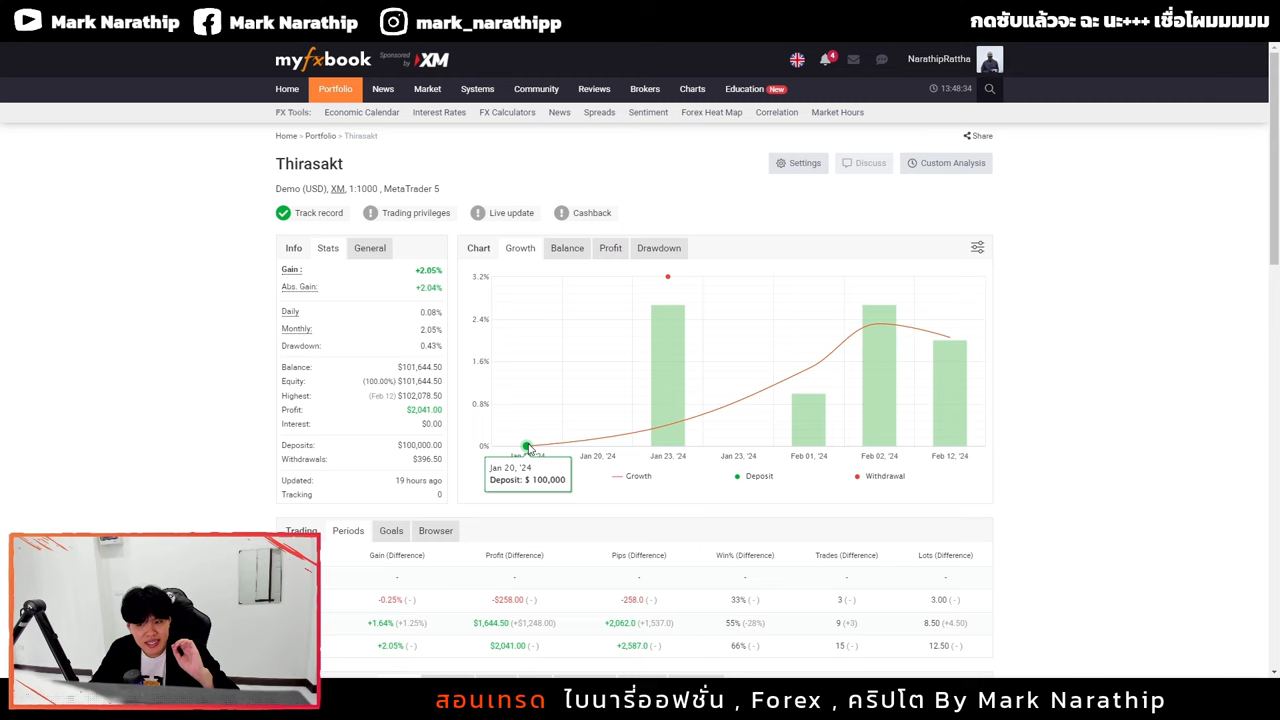 Mark Narathip Mark Narathip mark_narathipp กดซับแล้วจะ ฉะ นะ+++ เชื่อโผมมมมม
myfxbook Sponsored by XM 4 NarathipRattha
Home Portfolio News Market Systems Community Reviews Brokers Charts Education New 13:48:34
FX Tools: Economic Calendar Interest Rates FX Calculators News Spreads Sentiment Forex Heat Map Correlation Market Hours
Home > Portfolio > Thirasakt Share
Thirasakt Settings Discuss Custom Analysis
Demo (USD), XM, 1:1000 , MetaTrader 5
Track record Trading privileges Live update Cashback
Info Stats General
Gain : +2.05%
Abs. Gain: +2.04%
Daily 0.08%
Monthly: 2.05%
Drawdown: 0.43%
Balance: $101,644.50
Equity: (100.00%) $101,644.50
Highest: (Feb 12) $102,078.50
Profit: $2,041.00
Interest: $0.00
Deposits: $100,000.00
Withdrawals: $396.50
Updated: 19 hours ago
Tracking 0
Chart Growth Balance Profit Drawdown
3.2%
2.4%
1.6%
0.8%
0%
Jan 20, '24 Jan 23, '24 Jan 23, '24 Feb 01, '24 Feb 02, '24 Feb 12, '24
Jan 20, '24
Deposit: $ 100,000
Growth Deposit Withdrawal
Trading Periods Goals Browser
Gain (Difference) Profit (Difference) Pips (Difference) Win% (Difference) Trades (Difference) Lots (Difference)
- - - - - -
-0.25% ( - ) -$258.00 ( - ) -258.0 ( - ) 33% ( - ) 3 ( - ) 3.00 ( - )
+1.64% (+1.25%) $1,644.50 (+$1,248.00) +2,062.0 (+1,537.0) 55% (-28%) 9 (+3) 8.50 (+4.50)
+2.05% ( - ) $2,041.00 ( - ) +2,587.0 ( - ) 66% ( - ) 15 ( - ) 12.50 ( - )
สอนเทรด ไบนารี่ออฟชั่น , Forex , คริปโต By Mark Narathip